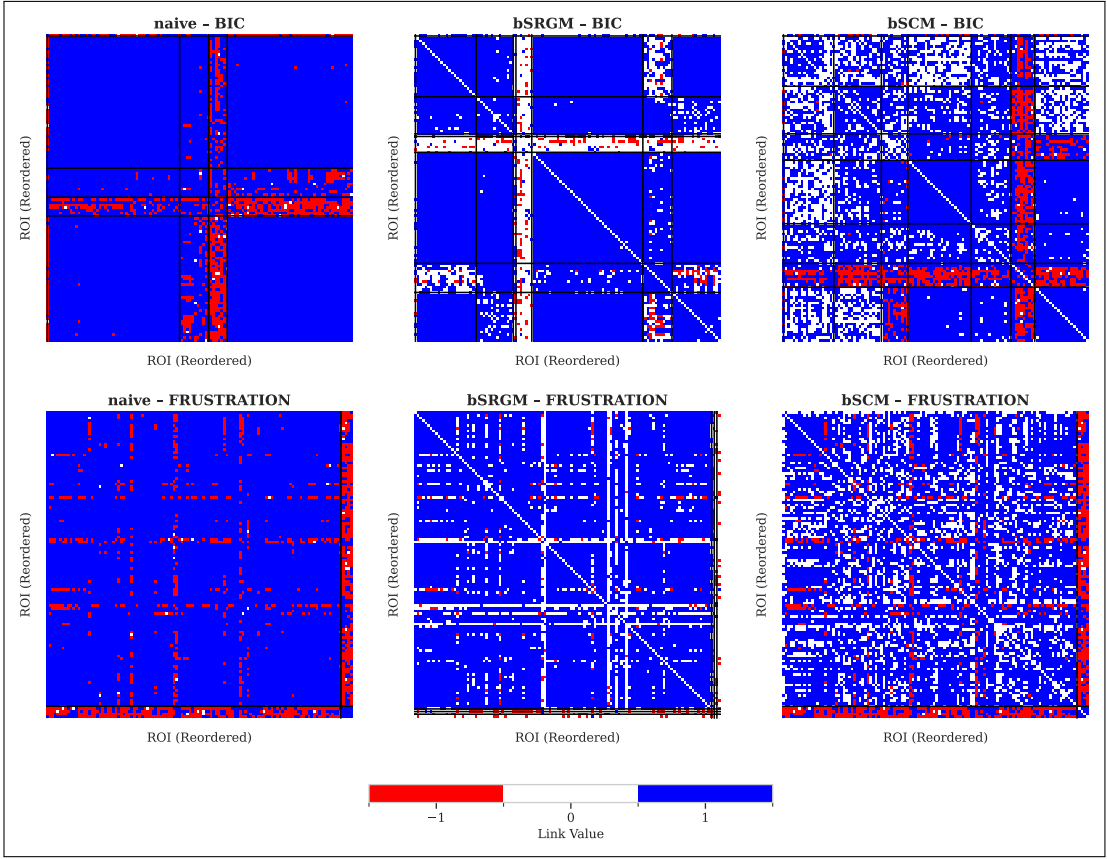 naive – BIC
bSRGM – BIC
bSCM – BIC
ROI (Reordered)
ROI (Reordered)
ROI (Reordered)
ROI (Reordered)
ROI (Reordered)
ROI (Reordered)
naive – FRUSTRATION
bSRGM – FRUSTRATION
bSCM – FRUSTRATION
ROI (Reordered)
ROI (Reordered)
ROI (Reordered)
ROI (Reordered)
ROI (Reordered)
ROI (Reordered)
−1
0
1
Link Value